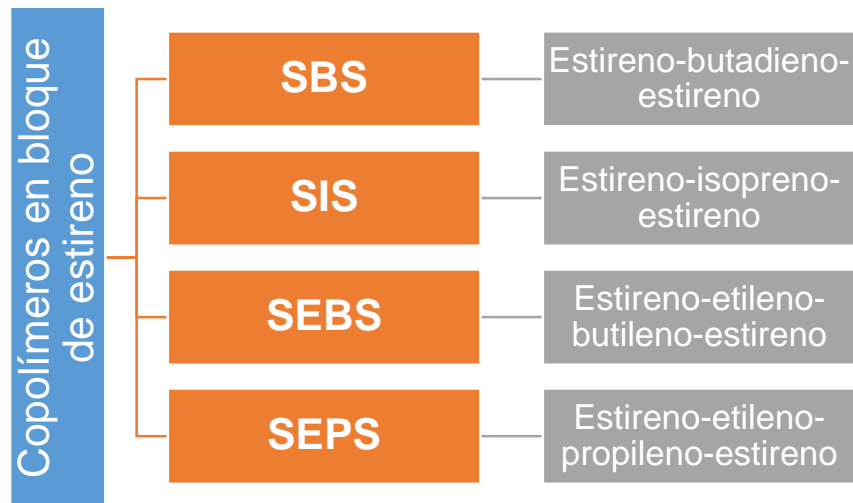 Copolímeros en bloque
de estireno
SBS
Estireno-butadieno-
estireno
SIS
Estireno-isopreno-
estireno
SEBS
Estireno-etileno-
butileno-estireno
SEPS
Estireno-etileno-
propileno-estireno